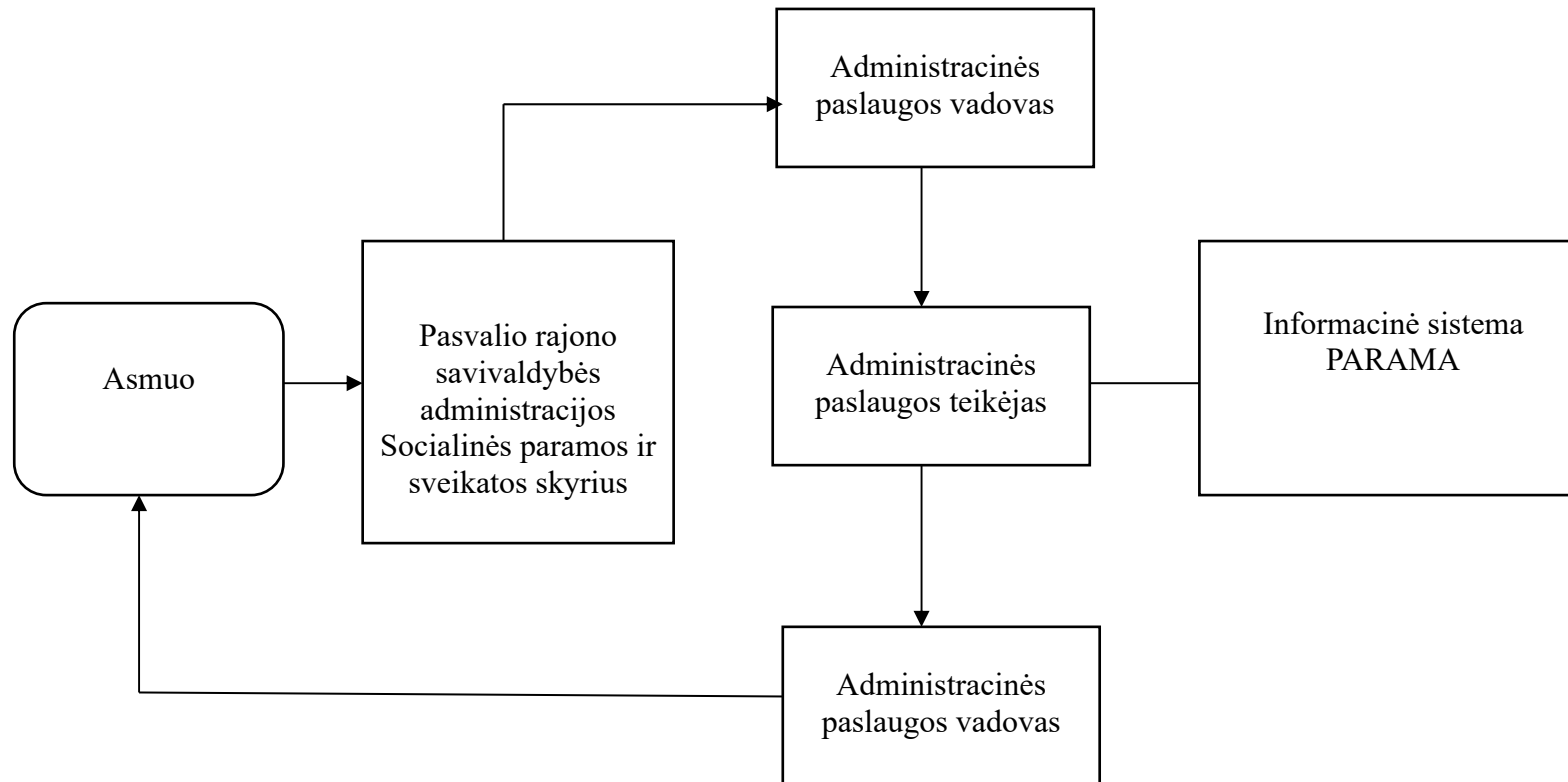 Administracinės
paslaugos vadovas
Asmuo
Pasvalio rajono
savivaldybės
administracijos
Socialinės paramos ir
sveikatos skyrius
Administracinės
paslaugos teikėjas
Informacinė sistema
PARAMA
Administracinės
paslaugos vadovas